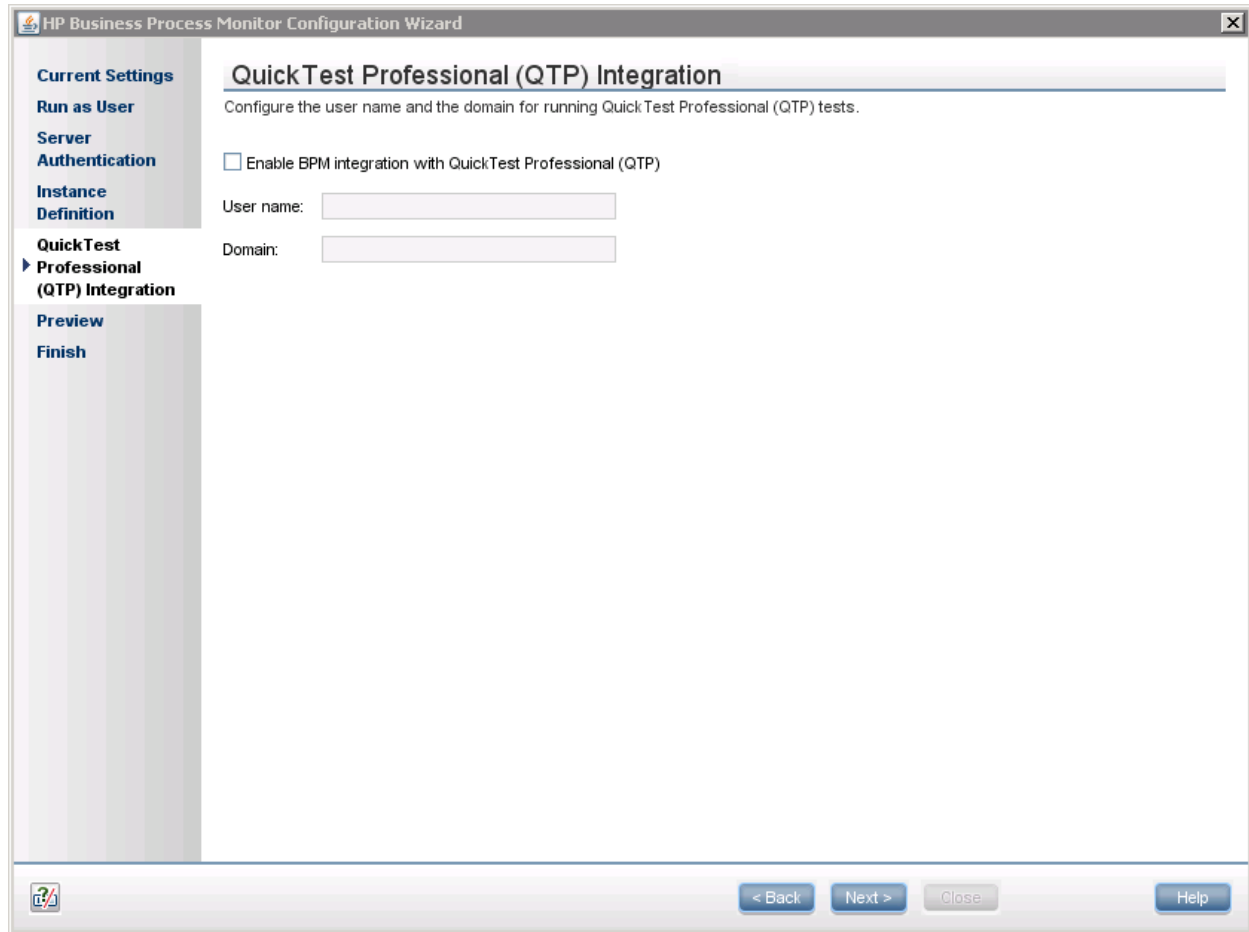 HP Business Process Monitor Configuration Wizard
Current Settings
Run as User
Server
Authentication
Instance
Definition
QuickTest
Professional
(QTP) Integration
Preview
Finish
QuickTest Professional (QTP) Integration
Configure the user name and the domain for running QuickTest Professional (QTP) tests.
Enable BPM integration with QuickTest Professional (QTP)
User name:
Domain:
< Back
Next >
Close
Help